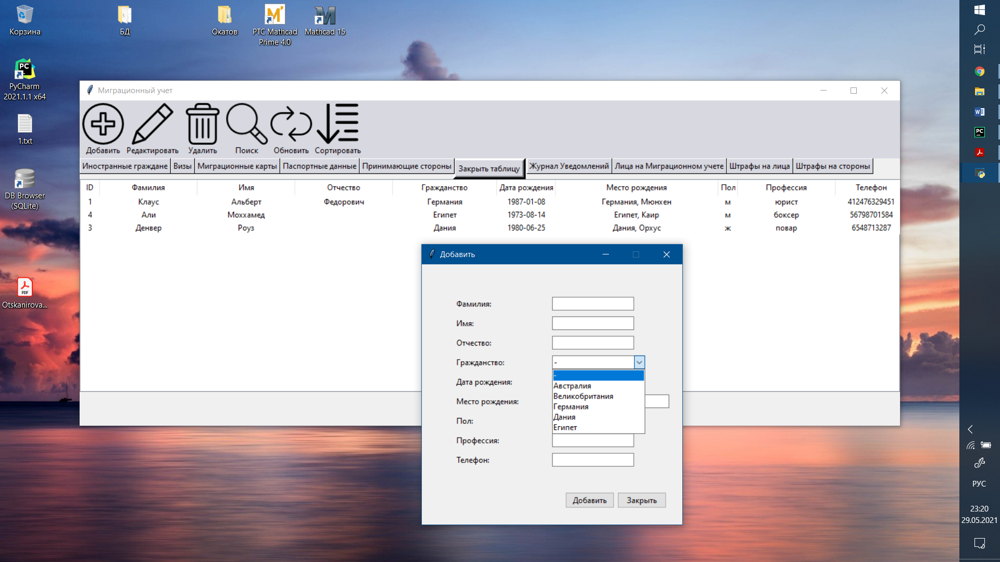 Корзина
БД
Окатов
PTC Mathcad
Prime 4.0
Mathcad 15
PyCharm
2021.1.1 x64
1.txt
DB Browser
(SQLite)
PDF
Otskanirova...
Миграционный учет
Добавить Редактировать Удалить Поиск Обновить Сортировать
Иностранные граждане Визы Миграционные карты Паспортные данные Принимающие стороны Закрыть таблицу Журнал Уведомлений Лица на Миграционном учете Штрафы на лица Штрафы на стороны
ID Фамилия Имя Отчество Гражданство Дата рождения Место рождения Пол Профессия Телефон
1 Клаус Альберт Федорович Германия 1987-01-08 Германия, Мюнхен м юрист 412476329451
4 Али Моххамед Египет 1973-08-14 Египет, Каир м боксер 56798701584
3 Денвер Роуз Дания 1980-06-25 Дания, Орхус ж повар 6548713287
Добавить
Фамилия:
Имя:
Отчество:
Гражданство: -
-
Дата рождения:
Австралия
Великобритания
Место рождения:
Германия
Дания
Пол:
Египет
Профессия:
Телефон:
Добавить Закрыть
РУС
23:20
29.05.2021